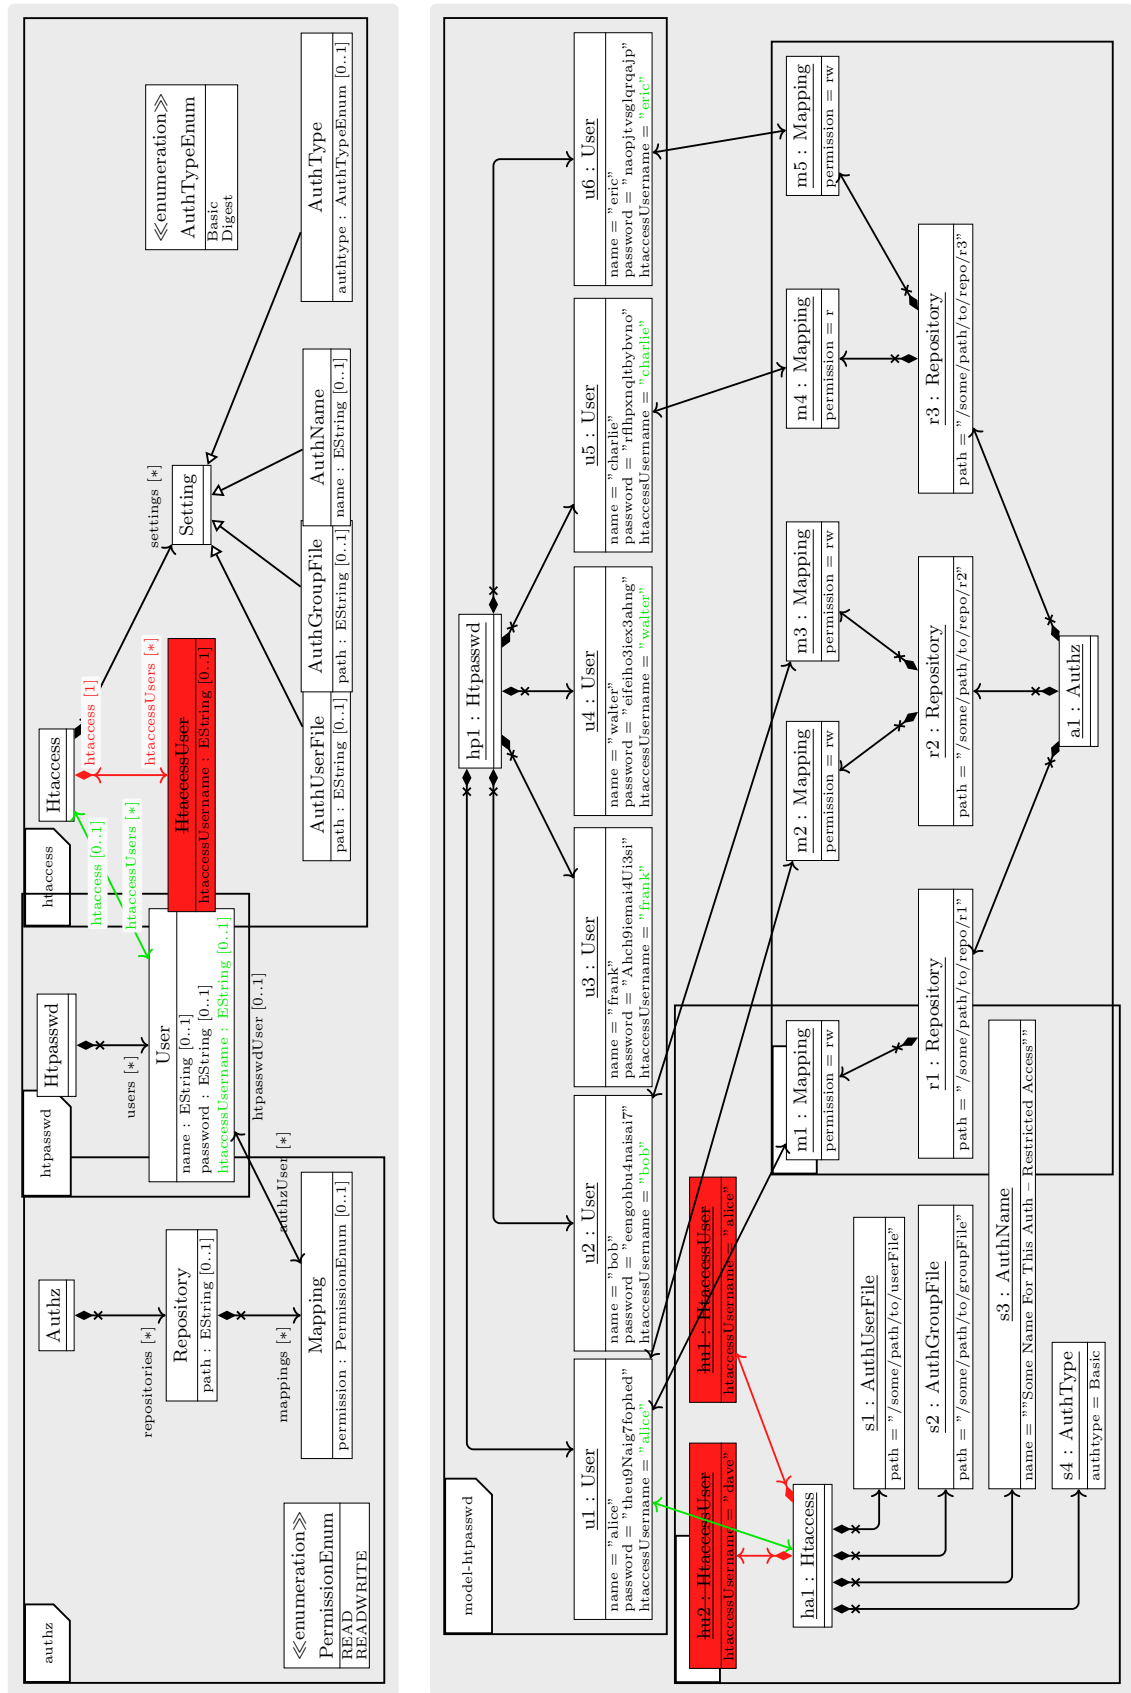 authz
Authz
repositories [*]
Repository
path : EString [0..1]
mappings [*]
Mapping
permission : PermissionEnum [0..1]
authzUser [*]
≪enumeration≫
PermissionEnum
READ
READWRITE
htpasswd
Htpasswd
users [*]
User
name : EString [0..1]
password : EString [0..1]
htaccessUsername : EString [0..1]
htpasswdUser [0..1]
htaccess
Htaccess
htaccess [0..1]
htaccessUsers [*]
htaccess [1]
htaccessUsers [*]
HtaccessUser
htaccessUsername : EString [0..1]
settings [*]
Setting
AuthUserFile
path : EString [0..1]
AuthGroupFile
path : EString [0..1]
AuthName
name : EString [0..1]
AuthType
authtype : AuthTypeEnum [0..1]
≪enumeration≫
AuthTypeEnum
Basic
Digest
model-htpasswd
hp1 : Htpasswd
u1 : User
name = "alice"
password = "theu9Naig7fophed"
htaccessUsername = "alice"
u2 : User
name = "bob"
password = "eengohbu4naisai7"
htaccessUsername = "bob"
u3 : User
name = "frank"
password = "Ahch9iemai4Ui3si"
htaccessUsername = "frank"
u4 : User
name = "walter"
password = "eifeiho3iex3ahng"
htaccessUsername = "walter"
u5 : User
name = "charlie"
password = "rflhpxnqltbybvno"
htaccessUsername = "charlie"
u6 : User
name = "eric"
password = "naopjtvsglqrqajp"
htaccessUsername = "eric"
hu2 : HtaccessUser
htaccessUsername = "dave"
hu1 : HtaccessUser
htaccessUsername = "alice"
ha1 : Htaccess
s1 : AuthUserFile
path = "/some/path/to/userFile"
s2 : AuthGroupFile
path = "/some/path/to/groupFile"
s3 : AuthName
name = ""Some Name For This Auth – Restricted Access""
s4 : AuthType
authtype = Basic
m1 : Mapping
permission = rw
m2 : Mapping
permission = rw
m3 : Mapping
permission = rw
m4 : Mapping
permission = r
m5 : Mapping
permission = rw
r1 : Repository
path = "/some/path/to/repo/r1"
r2 : Repository
path = "/some/path/to/repo/r2"
r3 : Repository
path = "/some/path/to/repo/r3"
a1 : Authz